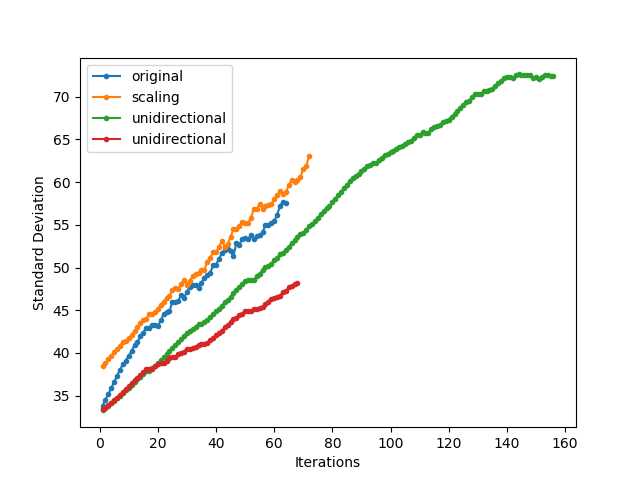 original
scaling
unidirectional
unidirectional
70
65
60
55
50
45
40
35
Standard Deviation
0 20 40 60 80 100 120 140 160
Iterations